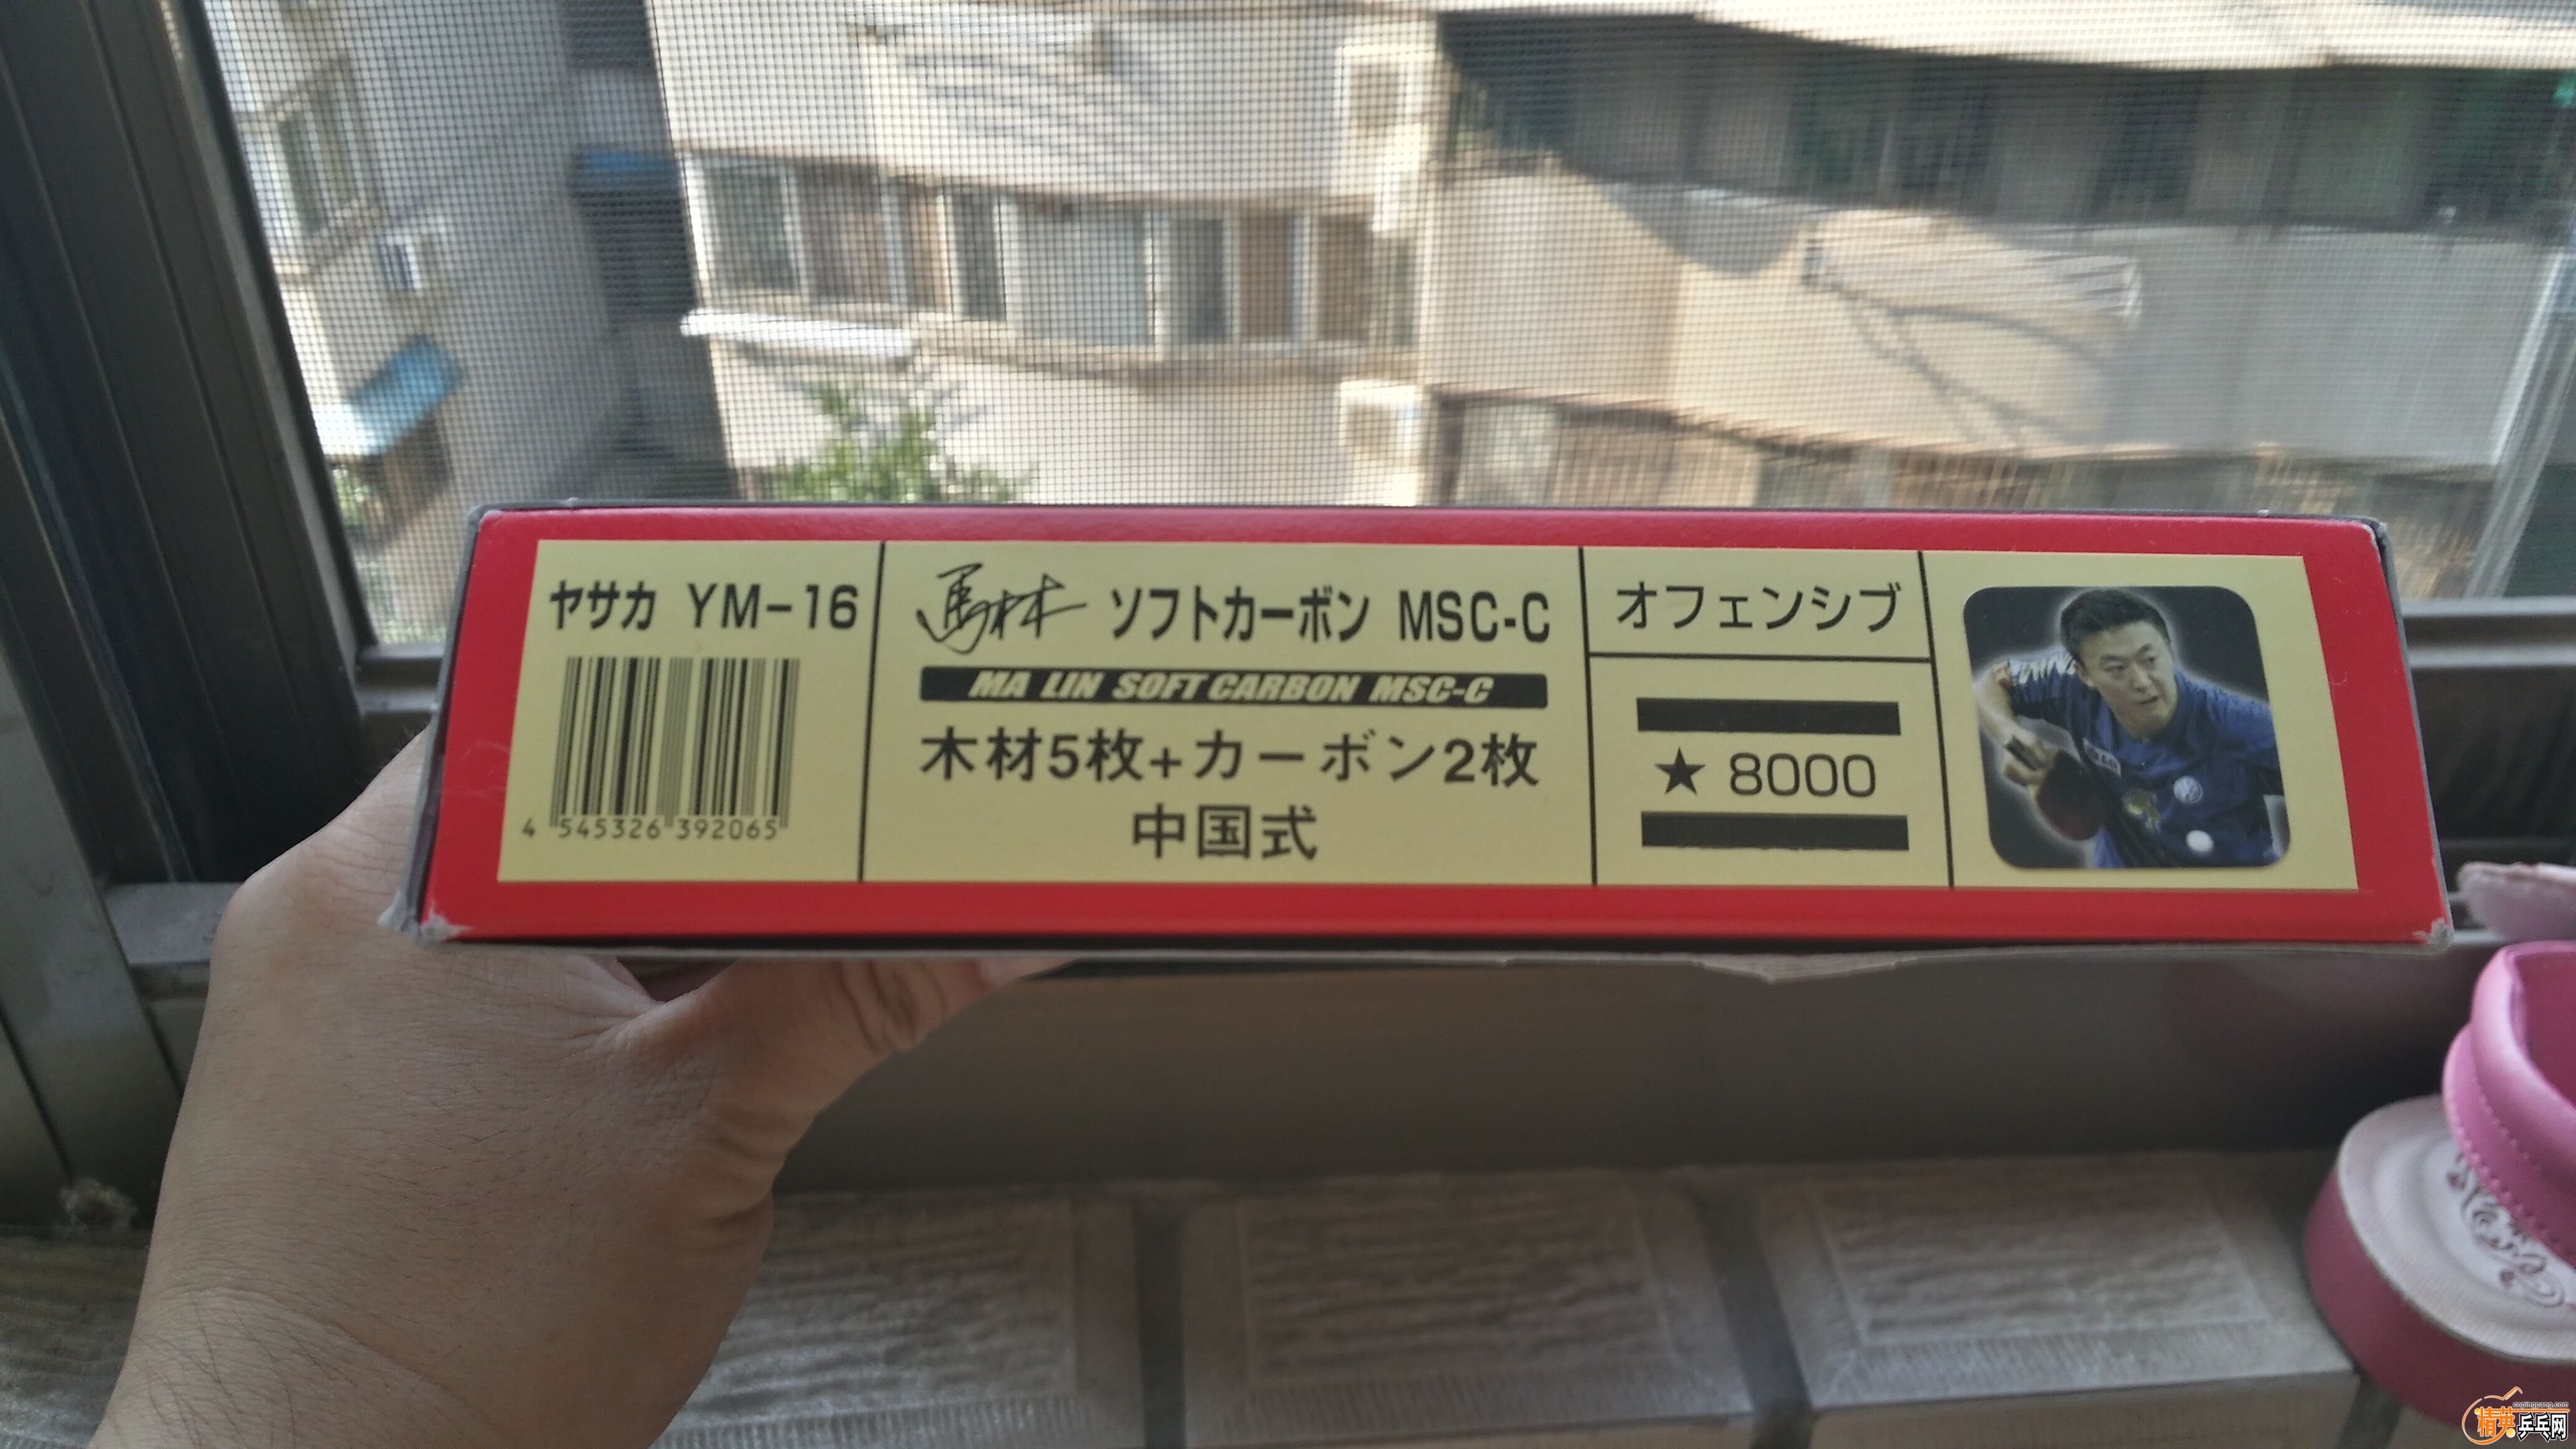 ヤサカ YM-16
4 545326 392065
馬林 ソフトカーボン MSC-C
MA LIN SOFT CARBON MSC-C
木材5枚+カーボン2枚
中国式
オフェンシブ
★ 8000
精英乒乓网